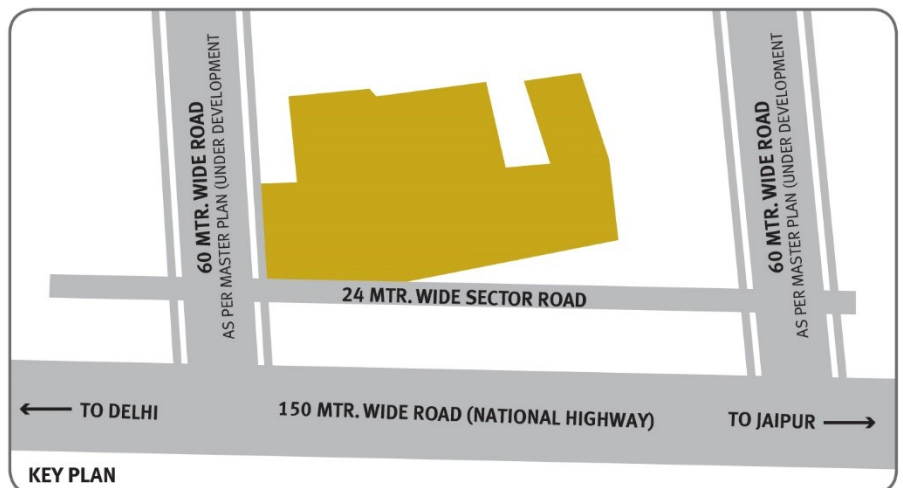 60 MTR. WIDE ROAD
AS PER MASTER PLAN (UNDER DEVELOPMENT
60 MTR. WIDE ROAD
AS PER MASTER PLAN (UNDER DEVELOPMENT
24 MTR. WIDE SECTOR ROAD
← TO DELHI
150 MTR. WIDE ROAD (NATIONAL HIGHWAY)
TO JAIPUR →
KEY PLAN